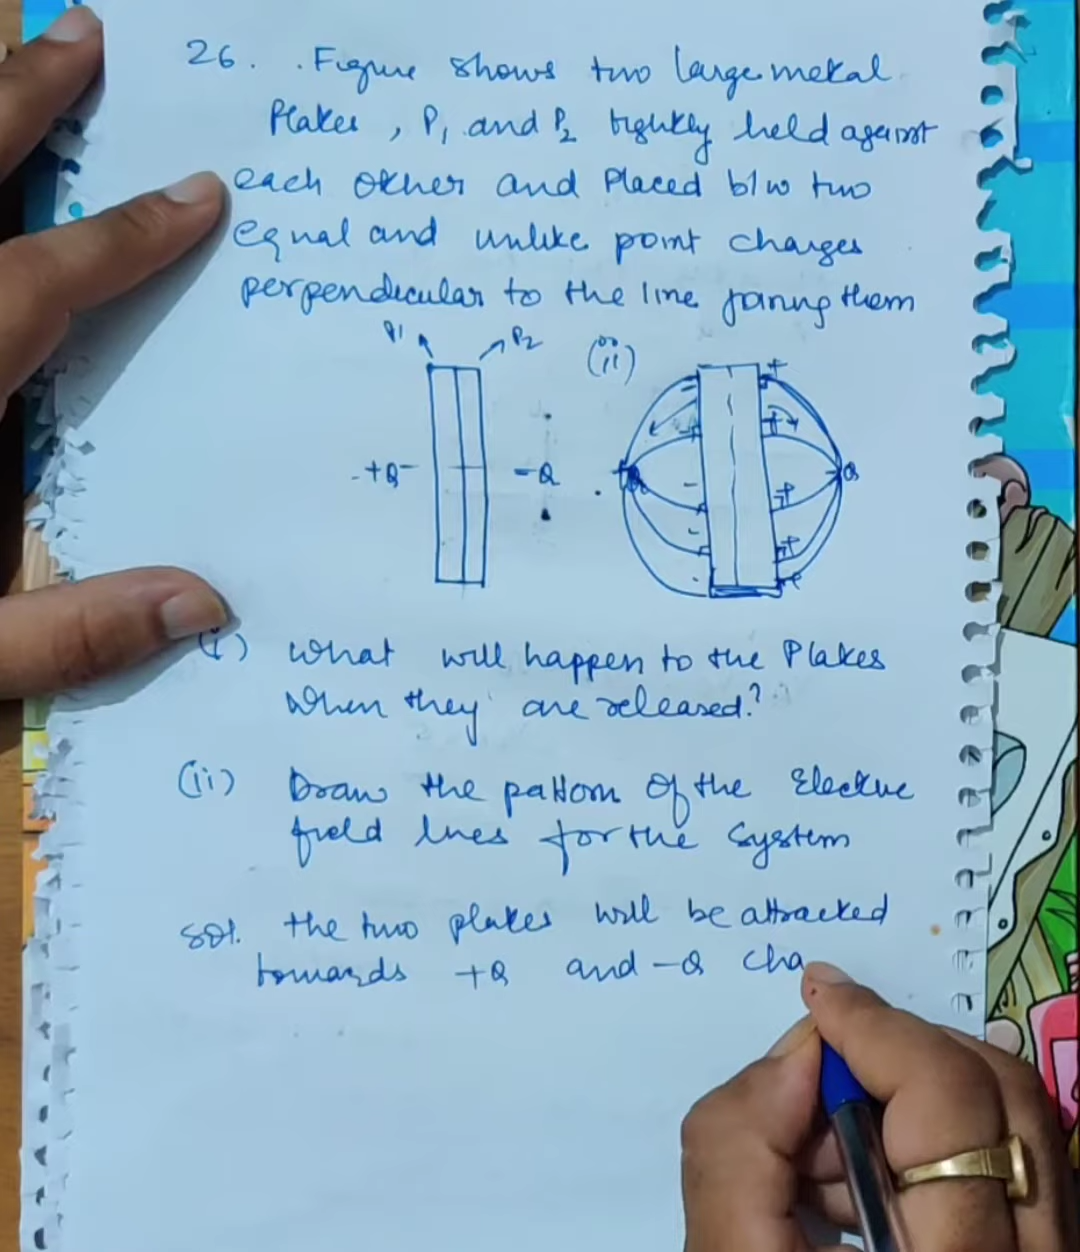 26. . Figure shows two large metal
Plates, P1 and P2 tightly held against
each other and Placed b/w two
equal and unlike point charges
perpendicular to the line joining them
P1 P2 (ii)
+Q -Q +Q -Q
(i) What will happen to the Plates
when they are released?
(ii) Draw the pattern of the Electric
field lines for the System
Sol. the two plates will be attracted
towards +Q and -Q cha